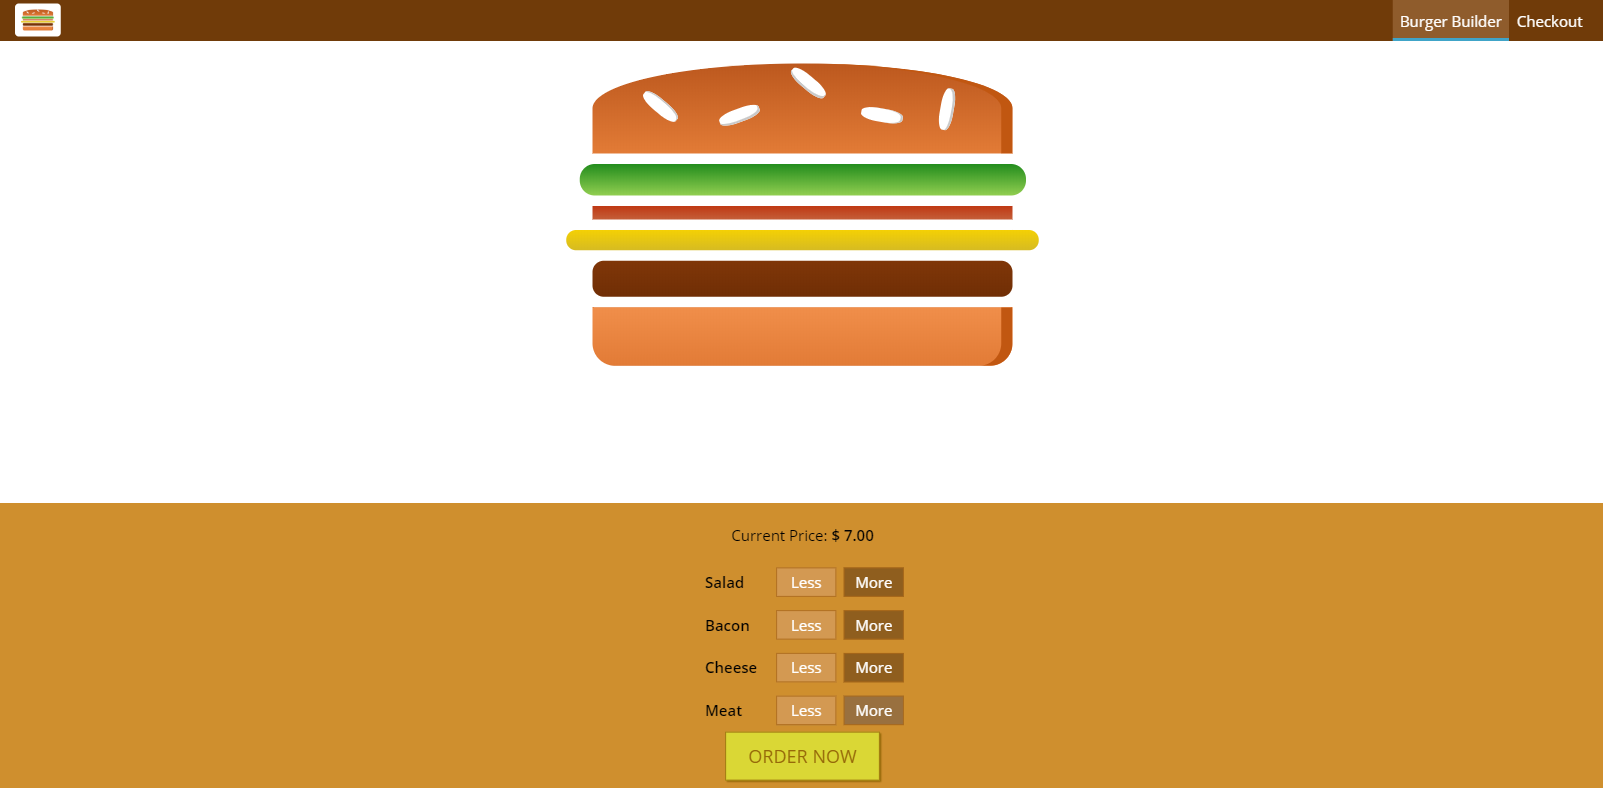 Burger Builder Checkout
Current Price: $ 7.00
Salad Less More
Bacon Less More
Cheese Less More
Meat Less More
ORDER NOW